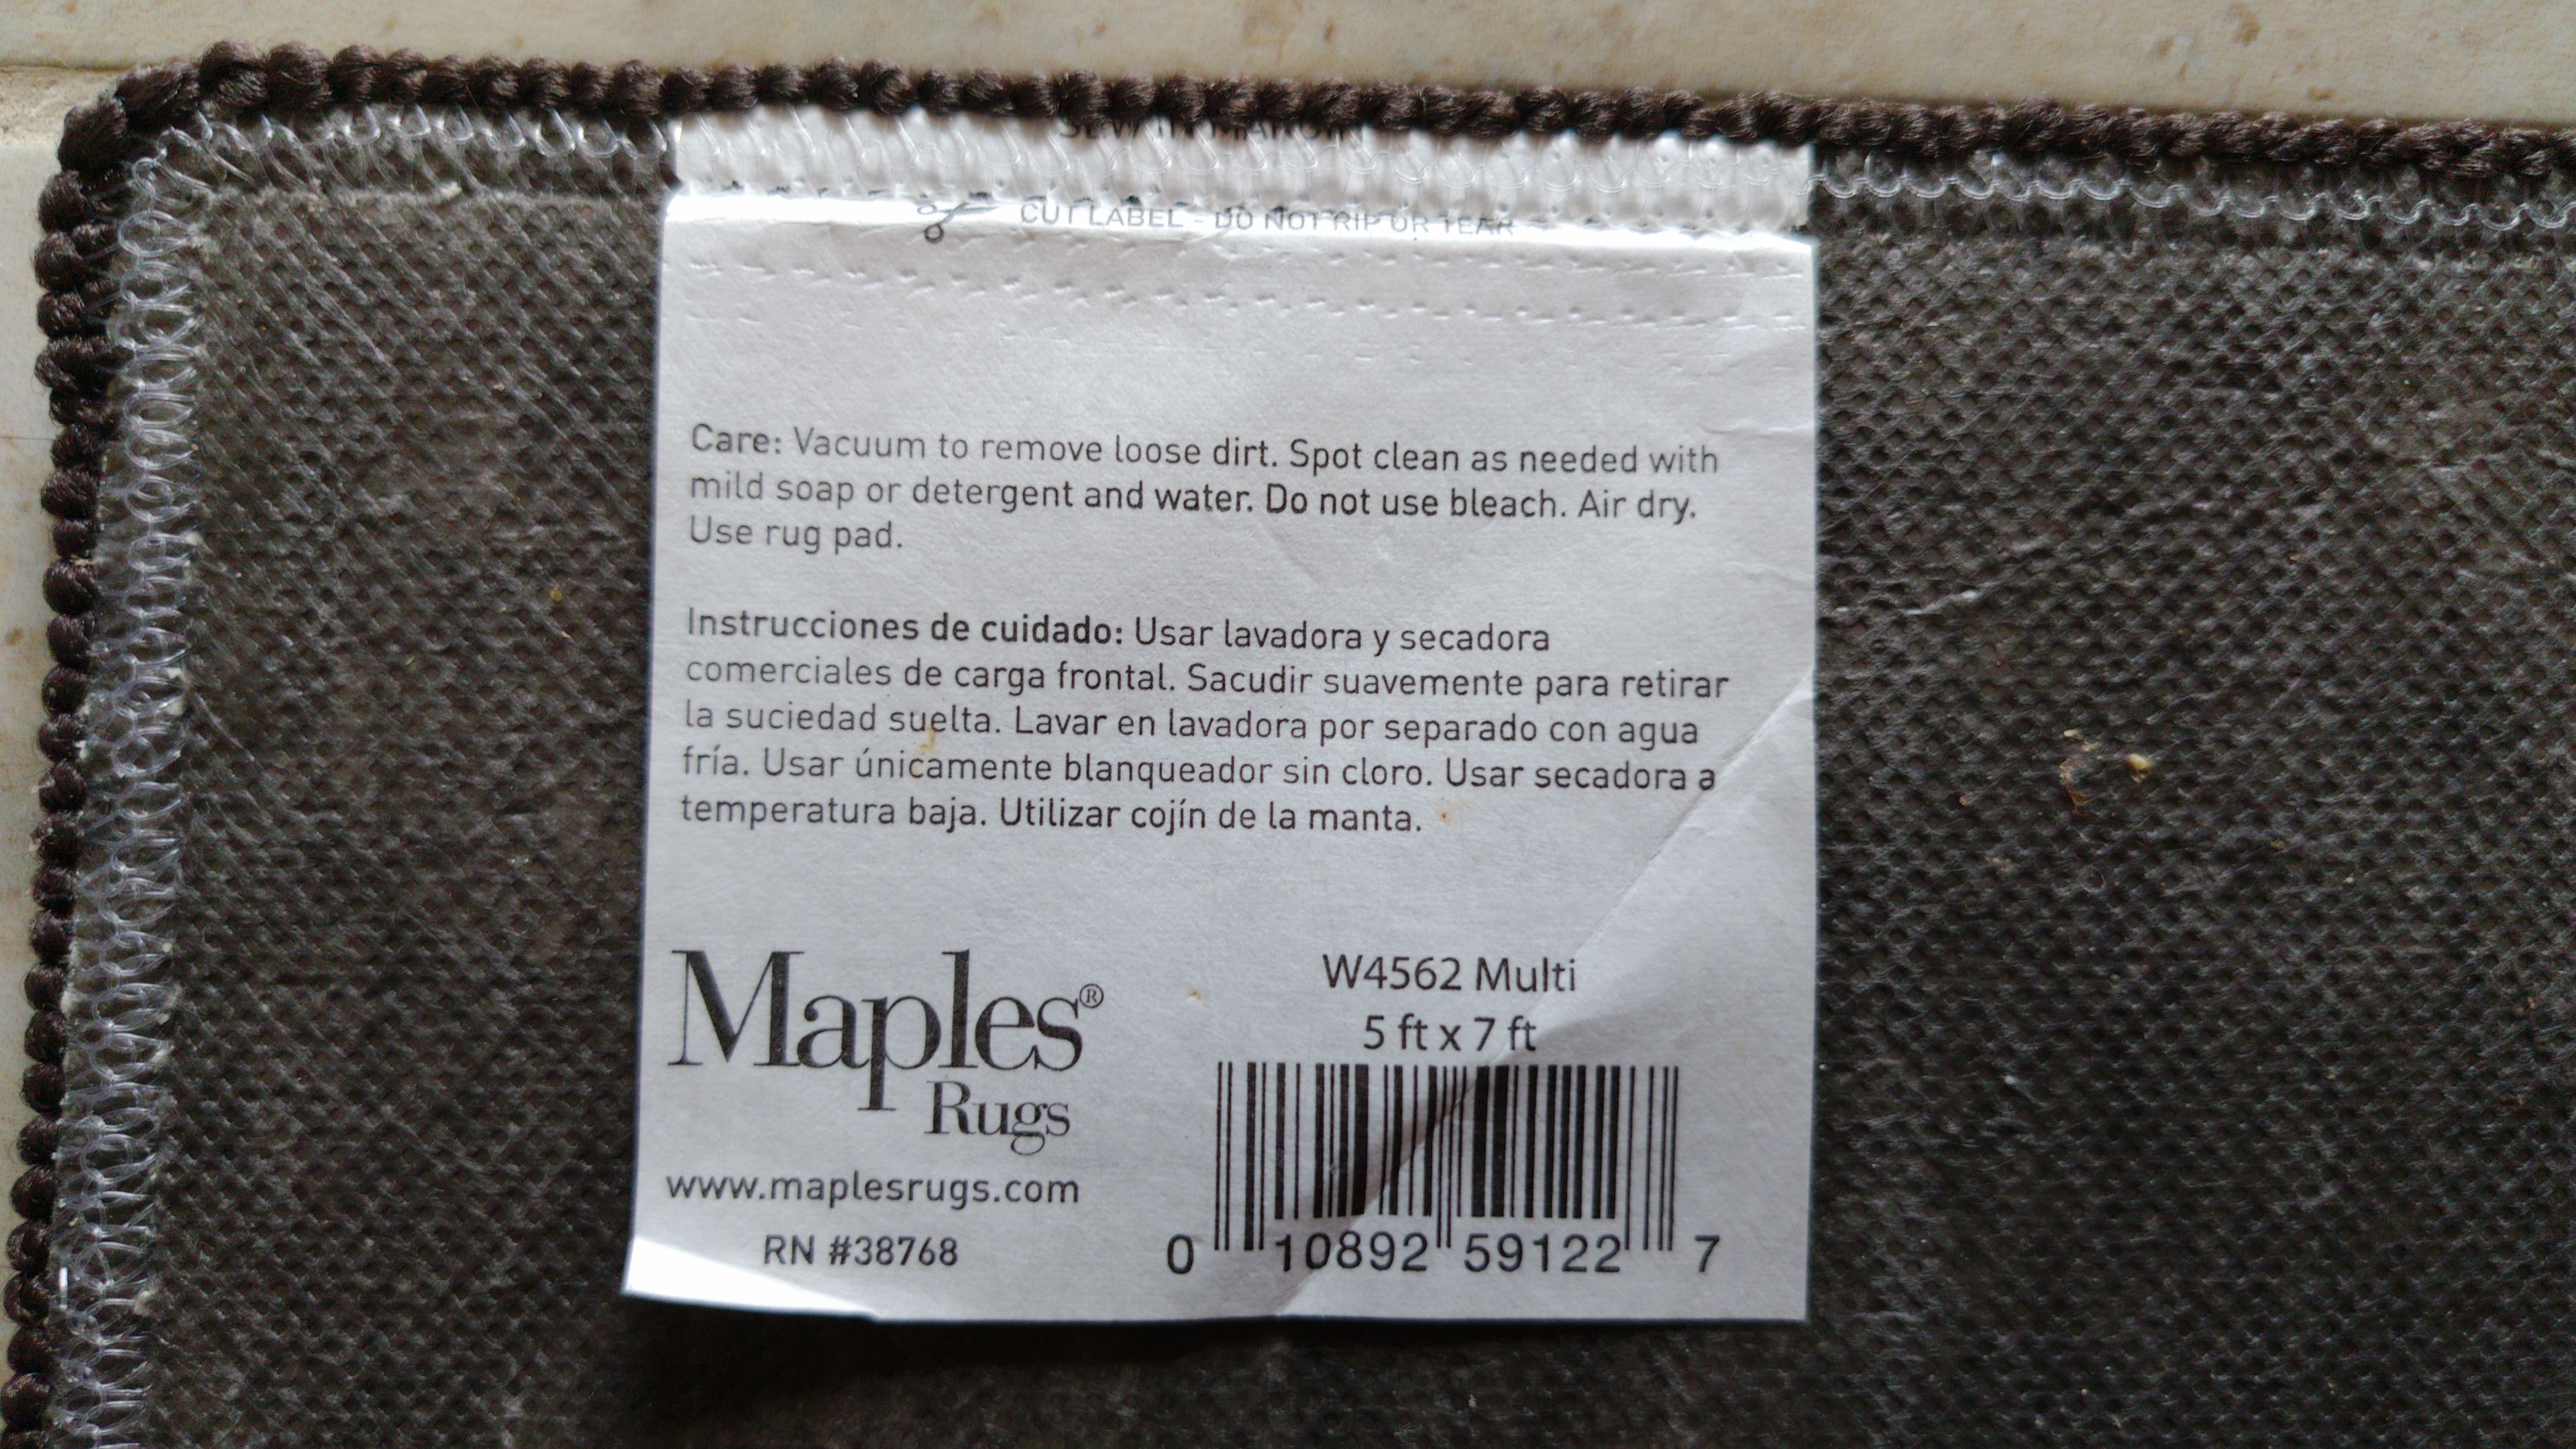 SEW IN MARGIN
CUT LABEL - DO NOT RIP OR TEAR
Care: Vacuum to remove loose dirt. Spot clean as needed with
mild soap or detergent and water. Do not use bleach. Air dry.
Use rug pad.
Instrucciones de cuidado: Usar lavadora y secadora
comerciales de carga frontal. Sacudir suavemente para retirar
la suciedad suelta. Lavar en lavadora por separado con agua
fría. Usar únicamente blanqueador sin cloro. Usar secadora a
temperatura baja. Utilizar cojín de la manta.
Maples®
Rugs
www.maplesrugs.com
RN #38768
W4562 Multi
5 ft x 7 ft
0 10892 59122 7